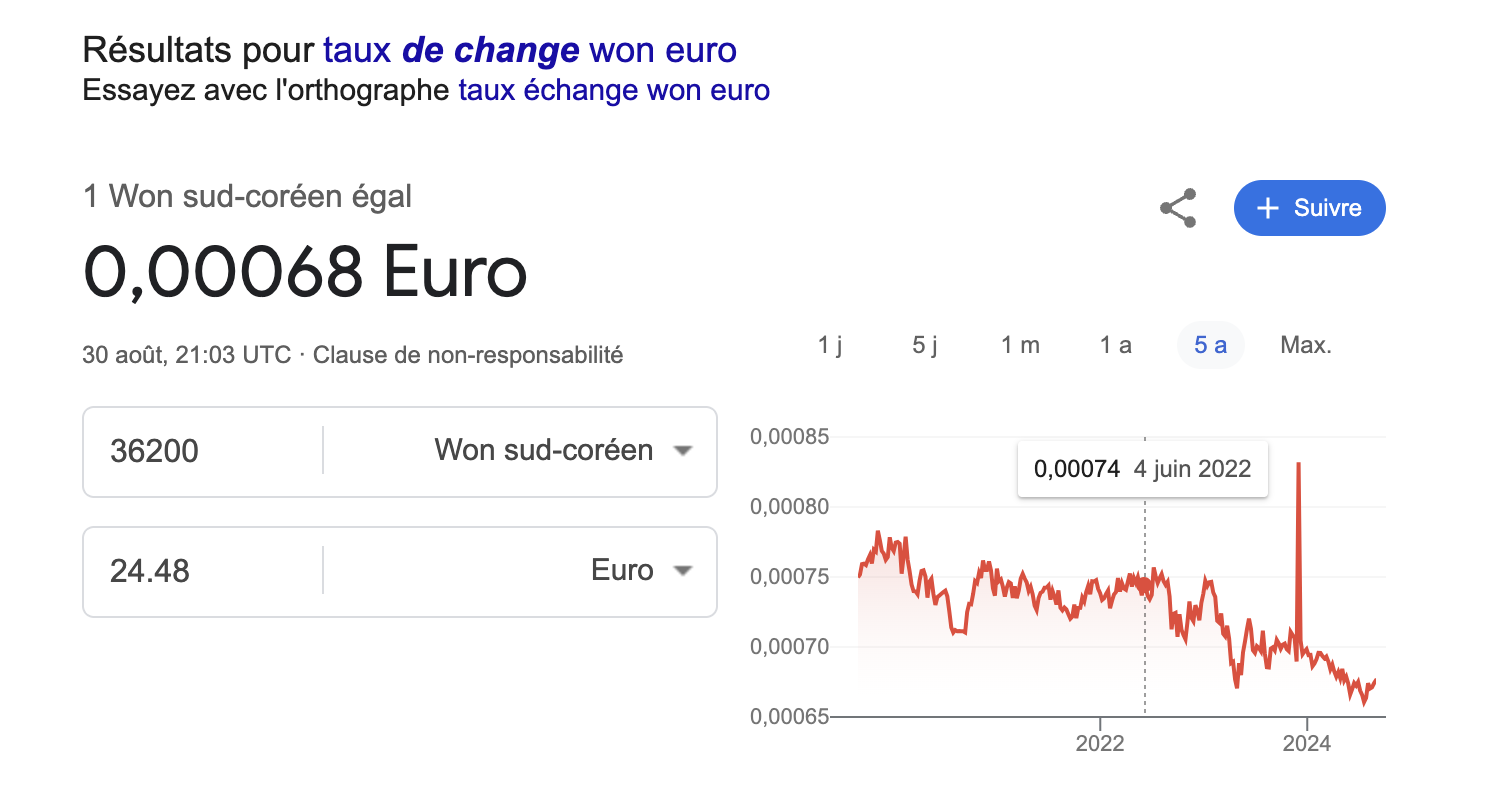 Résultats pour taux de change won euro
Essayez avec l'orthographe taux échange won euro
1 Won sud-coréen égal
0,00068 Euro
30 août, 21:03 UTC · Clause de non-responsabilité
36200 Won sud-coréen
24.48 Euro
Suivre
1 j 5 j 1 m 1 a 5 a Max.
0,00085
0,00074 4 juin 2022
0,00080
0,00075
0,00070
0,00065
2022 2024